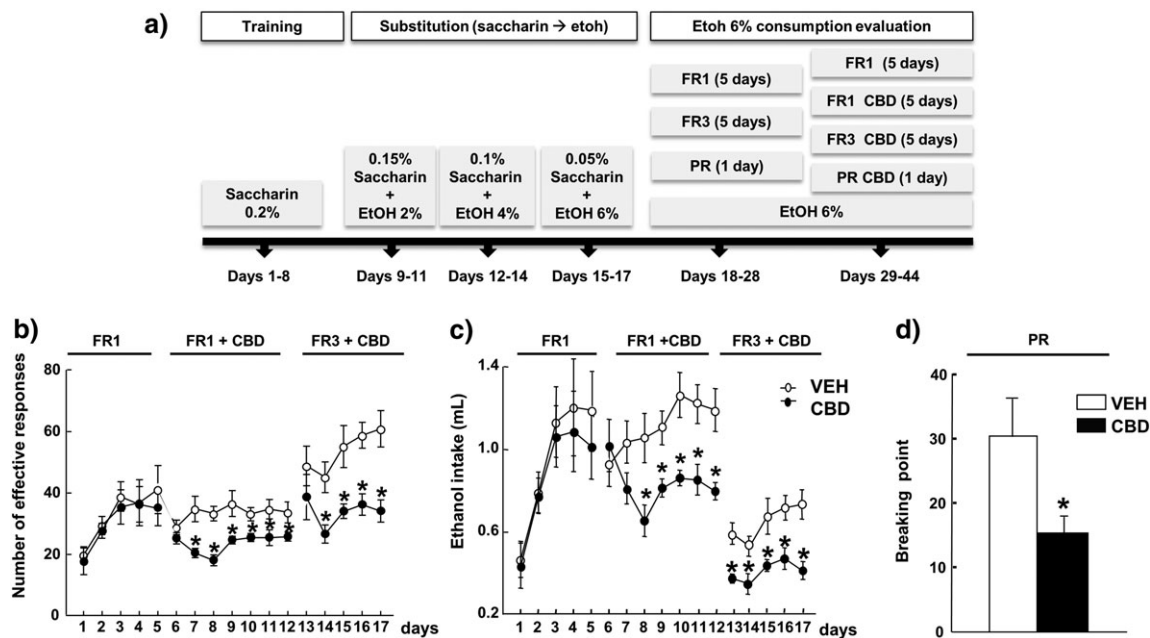 a)
Training
Substitution (saccharin → etoh)
Etoh 6% consumption evaluation
FR1 (5 days)
FR3 (5 days)
PR (1 day)
FR1 (5 days)
FR1 CBD (5 days)
FR3 CBD (5 days)
PR CBD (1 day)
Saccharin
0.2%
0.15%
Saccharin
+
EtOH 2%
0.1%
Saccharin
+
EtOH 4%
0.05%
Saccharin
+
EtOH 6%
EtOH 6%
Days 1-8
Days 9-11
Days 12-14
Days 15-17
Days 18-28
Days 29-44
b)
FR1
FR1 + CBD
FR3 + CBD
Number of effective responses
80
60
40
20
0
* * * * * *
* * * *
1 2 3 4 5 6 7 8 9 10 11 12 13 14 15 16 17 days
c)
FR1
FR1 +CBD
FR3 + CBD
VEH
CBD
Ethanol intake (mL)
1.4
1.0
0.6
0.2
* * * * *
* * * * *
1 2 3 4 5 6 7 8 9 10 11 12 13 14 15 16 17 days
d)
PR
VEH
CBD
Breaking point
40
30
20
10
0
*